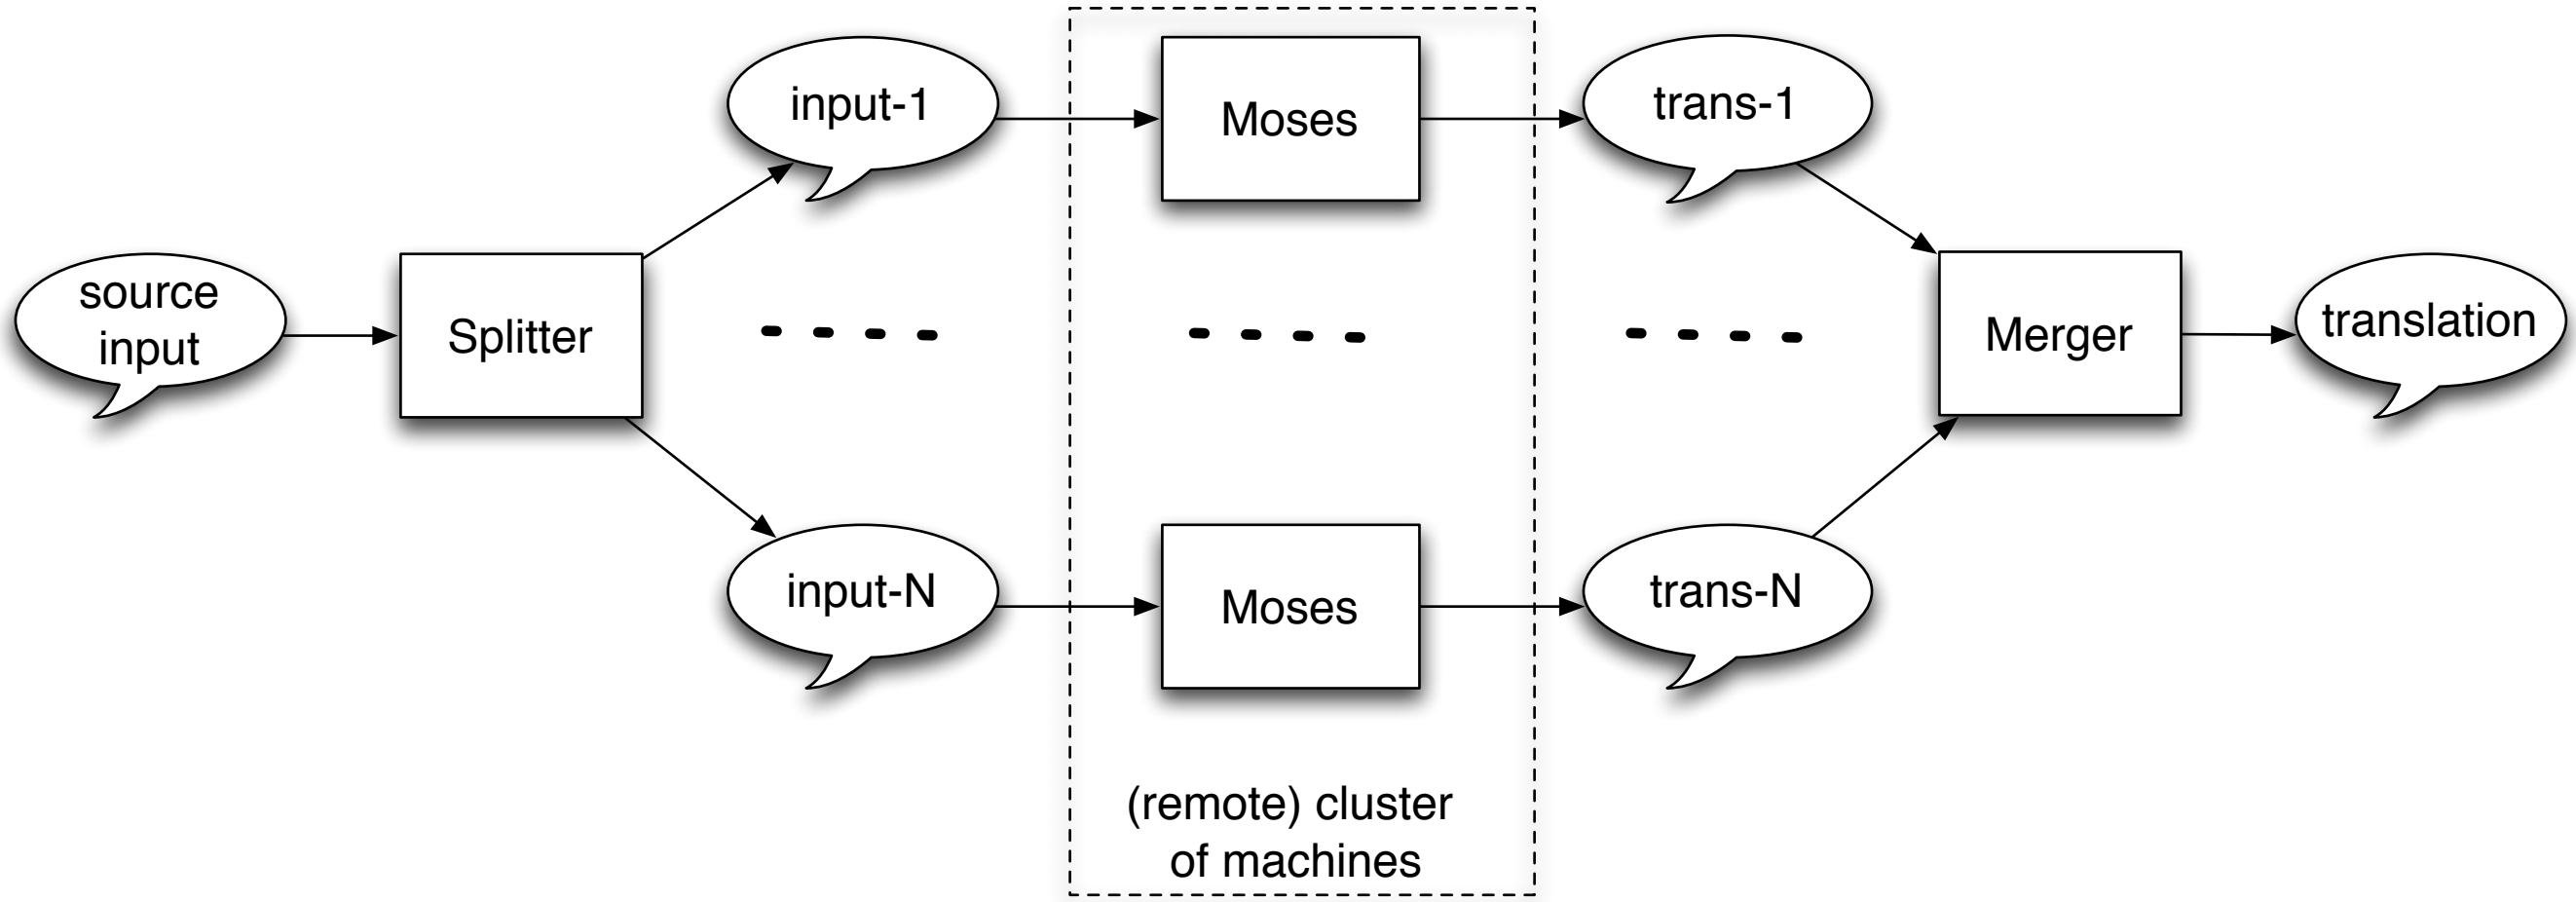 source
input
Splitter
input-1
input-N
Moses
Moses
(remote) cluster
of machines
trans-1
trans-N
Merger
translation